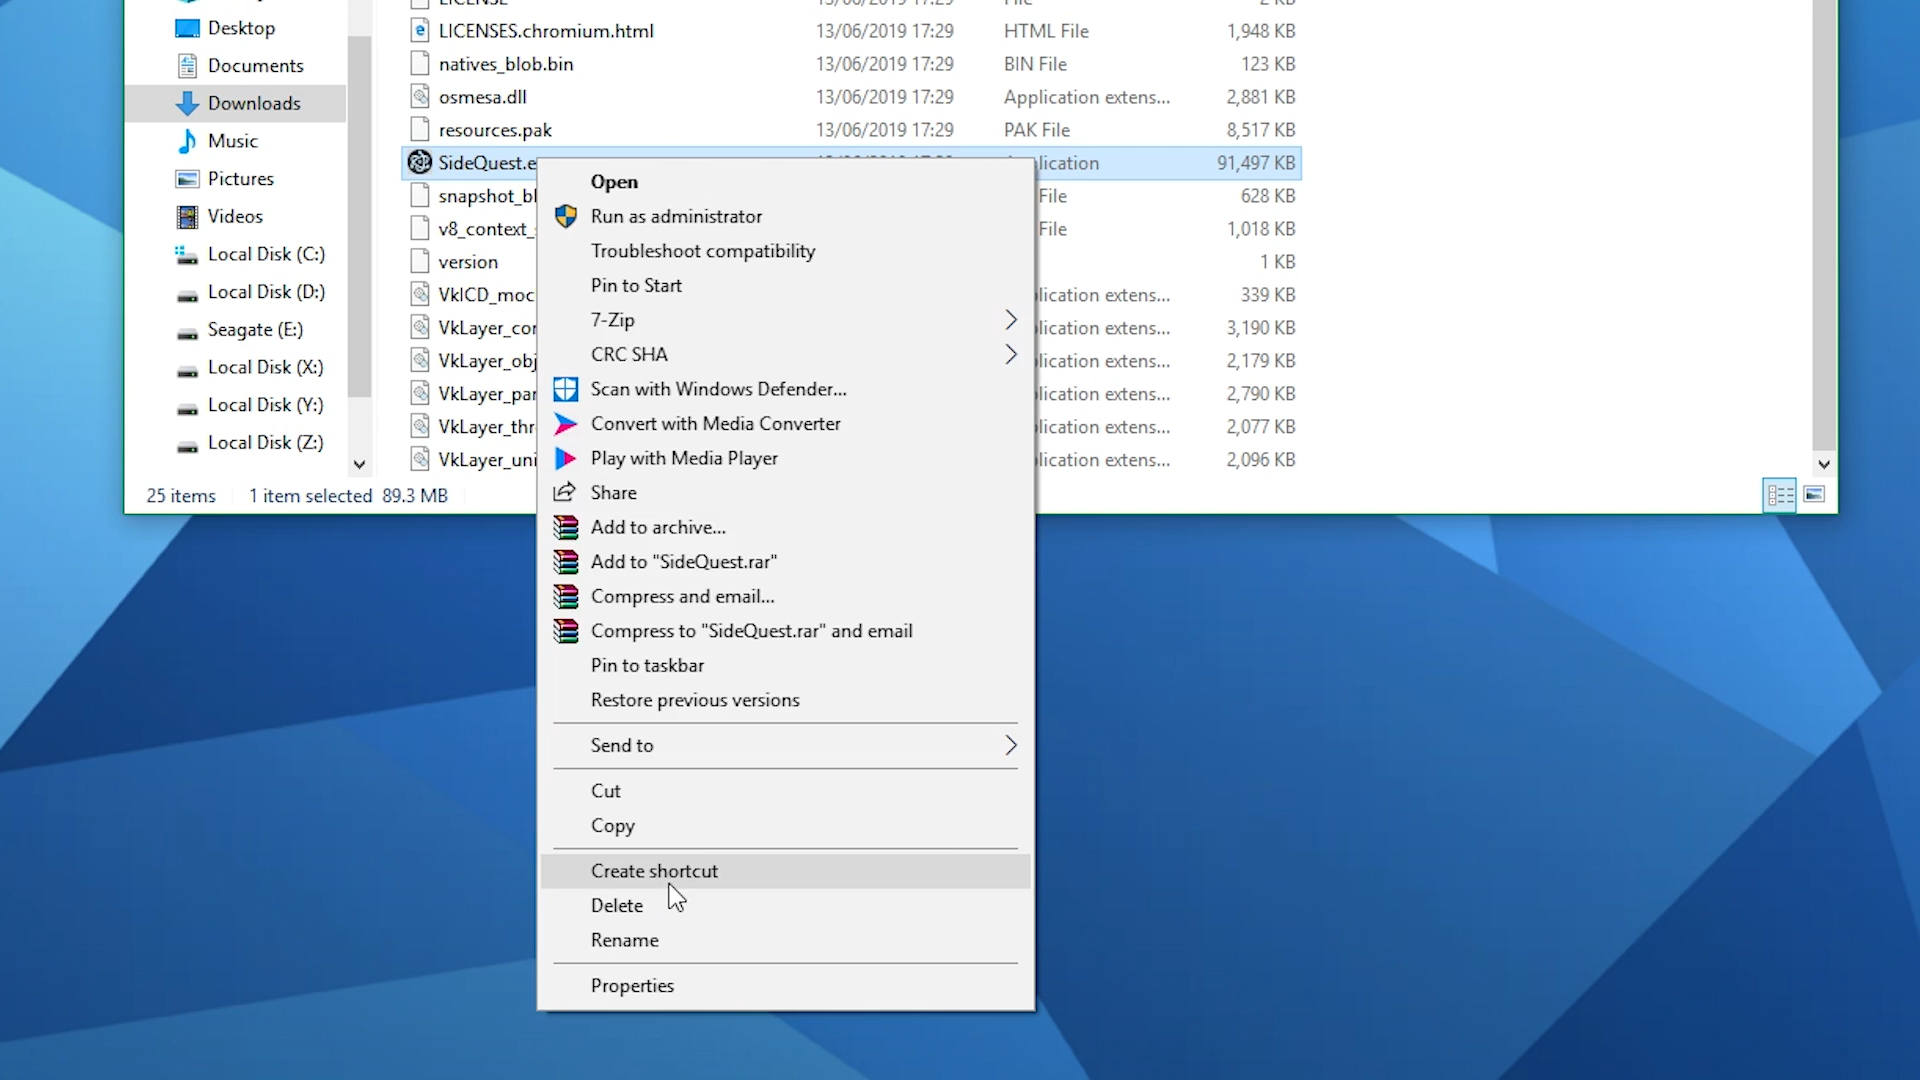 Desktop
Documents
Downloads
Music
Pictures
Videos
Local Disk (C:)
Local Disk (D:)
Seagate (E:)
Local Disk (X:)
Local Disk (Y:)
Local Disk (Z:)
LICENSE 13/06/2019 17:29 File 2 KB
LICENSES.chromium.html 13/06/2019 17:29 HTML File 1,948 KB
natives_blob.bin 13/06/2019 17:29 BIN File 123 KB
osmesa.dll 13/06/2019 17:29 Application extens... 2,881 KB
resources.pak 13/06/2019 17:29 PAK File 8,517 KB
SideQuest.e lication 91,497 KB
snapshot_bl File 628 KB
v8_context_ File 1,018 KB
version 1 KB
VkICD_moc lication extens... 339 KB
VkLayer_cor lication extens... 3,190 KB
VkLayer_obj lication extens... 2,179 KB
VkLayer_par lication extens... 2,790 KB
VkLayer_thr lication extens... 2,077 KB
VkLayer_uni lication extens... 2,096 KB
25 items 1 item selected 89.3 MB
Open
Run as administrator
Troubleshoot compatibility
Pin to Start
7-Zip
CRC SHA
Scan with Windows Defender...
Convert with Media Converter
Play with Media Player
Share
Add to archive...
Add to "SideQuest.rar"
Compress and email...
Compress to "SideQuest.rar" and email
Pin to taskbar
Restore previous versions
Send to
Cut
Copy
Create shortcut
Delete
Rename
Properties